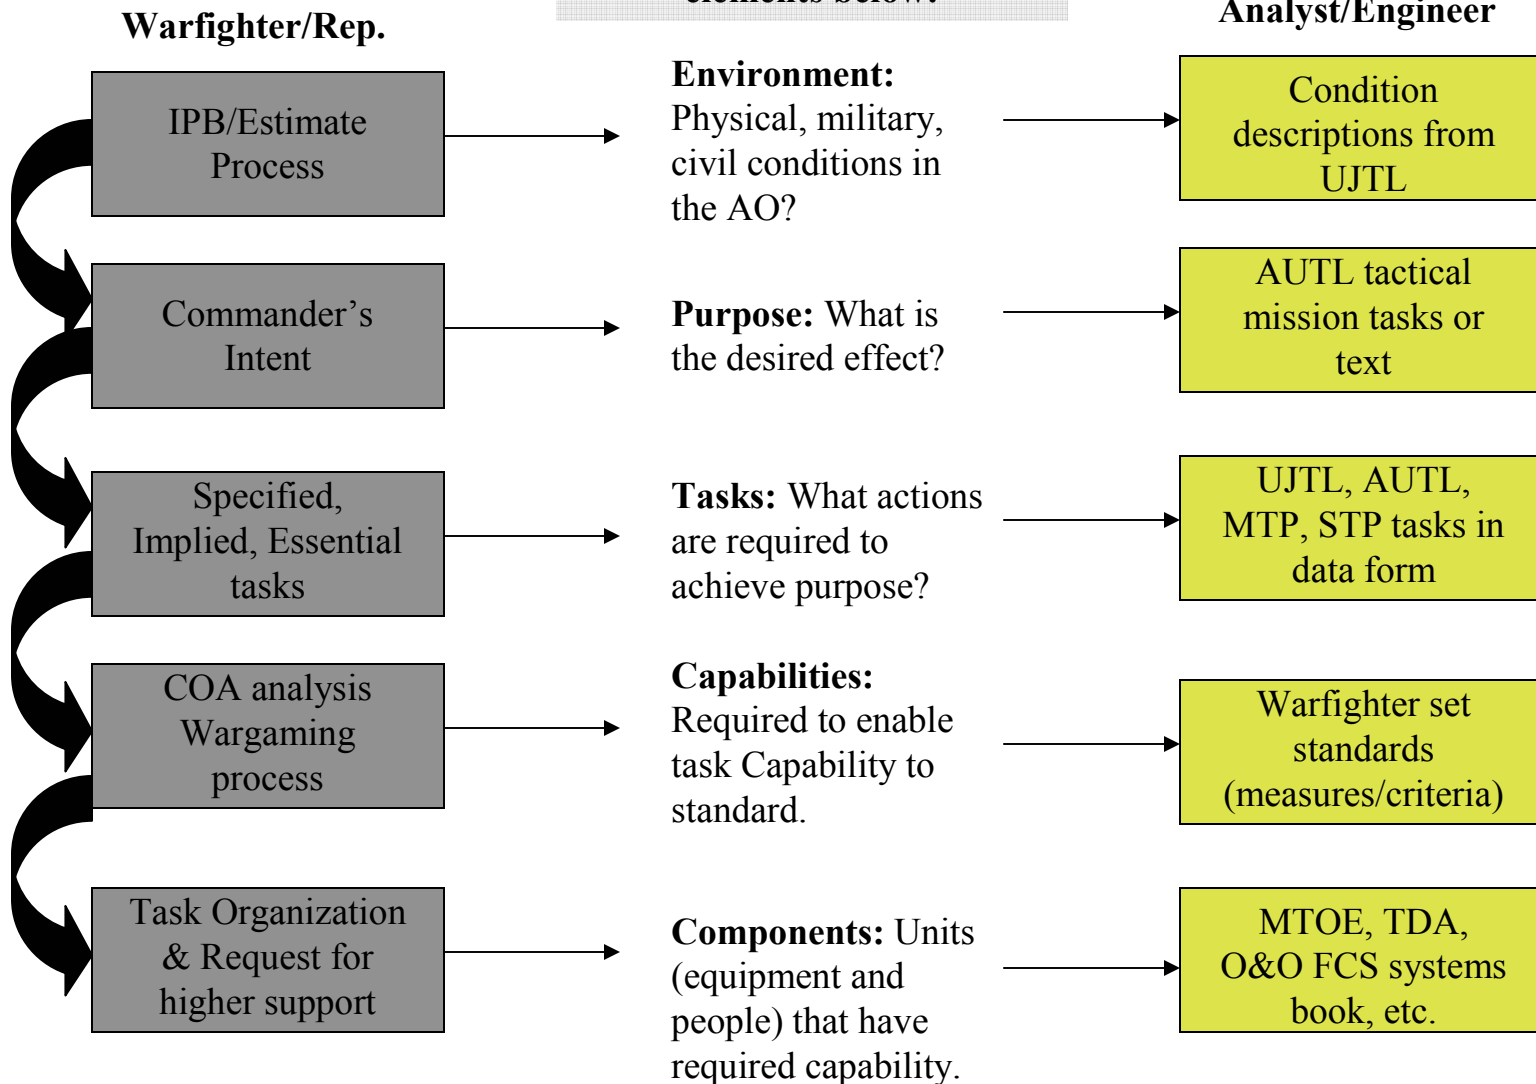 elements below.
Warfighter/Rep.
Analyst/Engineer
IPB/Estimate
Process
Environment:
Physical, military,
civil conditions in
the AO?
Condition
descriptions from
UJTL
Commander’s
Intent
Purpose: What is
the desired effect?
AUTL tactical
mission tasks or
text
Specified,
Implied, Essential
tasks
Tasks: What actions
are required to
achieve purpose?
UJTL, AUTL,
MTP, STP tasks in
data form
COA analysis
Wargaming
process
Capabilities:
Required to enable
task Capability to
standard.
Warfighter set
standards
(measures/criteria)
Task Organization
& Request for
higher support
Components: Units
(equipment and
people) that have
required capability.
MTOE, TDA,
O&O FCS systems
book, etc.